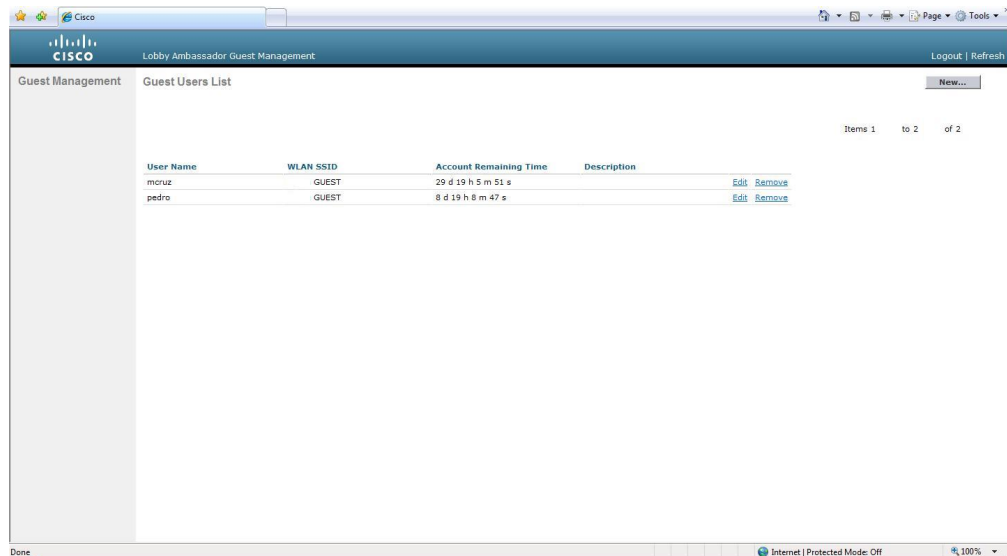 Cisco
Page Tools
CISCO
Lobby Ambassador Guest Management
Logout | Refresh
Guest Management
Guest Users List
New...
Items 1 to 2 of 2
User Name WLAN SSID Account Remaining Time Description
mcruz GUEST 29 d 19 h 5 m 51 s Edit Remove
pedro GUEST 8 d 19 h 8 m 47 s Edit Remove
Done
Internet | Protected Mode: Off
100%